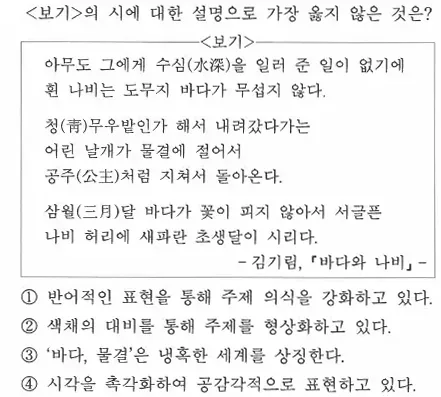 <보기>의 시에 대한 설명으로 가장 옳지 않은 것은?
<보기>
아무도 그에게 수심(水深)을 일러 준 일이 없기에
흰 나비는 도무지 바다가 무섭지 않다.
청(靑)무우밭인가 해서 내려갔다가는
어린 날개가 물결에 절어서
공주(公主)처럼 지쳐서 돌아온다.
삼월(三月)달 바다가 꽃이 피지 않아서 서글픈
나비 허리에 새파란 초생달이 시리다.
- 김기림, 「바다와 나비」 -
① 반어적인 표현을 통해 주제 의식을 강화하고 있다.
② 색채의 대비를 통해 주제를 형상화하고 있다.
③ ‘바다, 물결’은 냉혹한 세계를 상징한다.
④ 시각을 촉각화하여 공감각적으로 표현하고 있다.